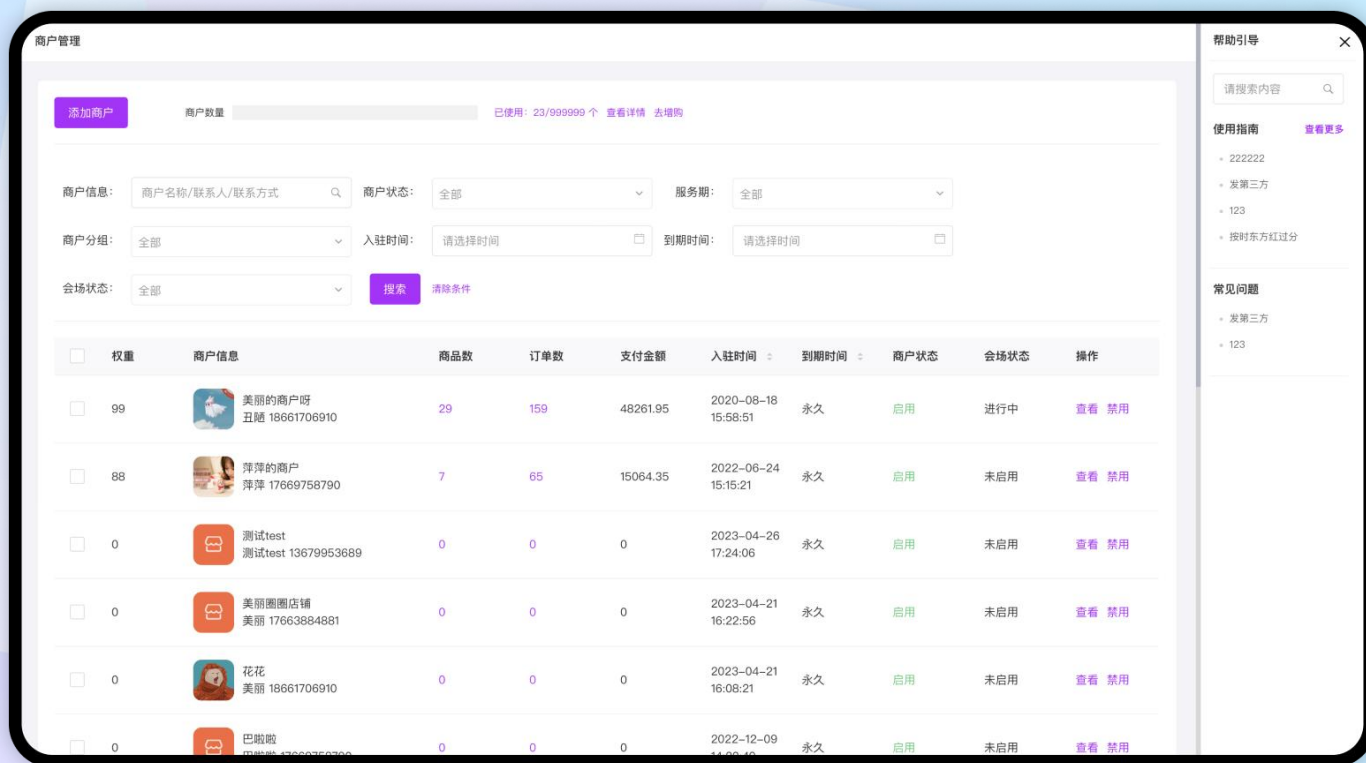 商户管理
帮助引导
添加商户 商户数量 已使用: 23/999999 个 查看详情 去增购
请搜索内容
使用指南 查看更多
222222
发第三方
123
按时东方红过分
常见问题
发第三方
123
商户信息: 商户名称/联系人/联系方式 商户状态: 全部 服务期: 全部
商户分组: 全部 入驻时间: 请选择时间 到期时间: 请选择时间
会场状态: 全部 搜索 清除条件
权重 商户信息 商品数 订单数 支付金额 入驻时间 到期时间 商户状态 会场状态 操作
99 美丽的商户呀 29 159 48261.95 2020-08-18 永久 启用 进行中 查看 禁用
丑陋 18661706910 15:58:51
88 萍萍的商户 7 65 15064.35 2022-06-24 永久 启用 未启用 查看 禁用
萍萍 17669758790 15:15:21
0 测试test 0 0 0 2023-04-26 永久 启用 未启用 查看 禁用
测试test 13679953689 17:24:06
0 美丽圈圈店铺 0 0 0 2023-04-21 永久 启用 未启用 查看 禁用
美丽 17663884881 16:22:56
0 花花 0 0 0 2023-04-21 永久 启用 未启用 查看 禁用
美丽 18661706910 16:08:21
0 巴啦啦 0 0 0 2022-12-09 永久 启用 未启用 查看 禁用